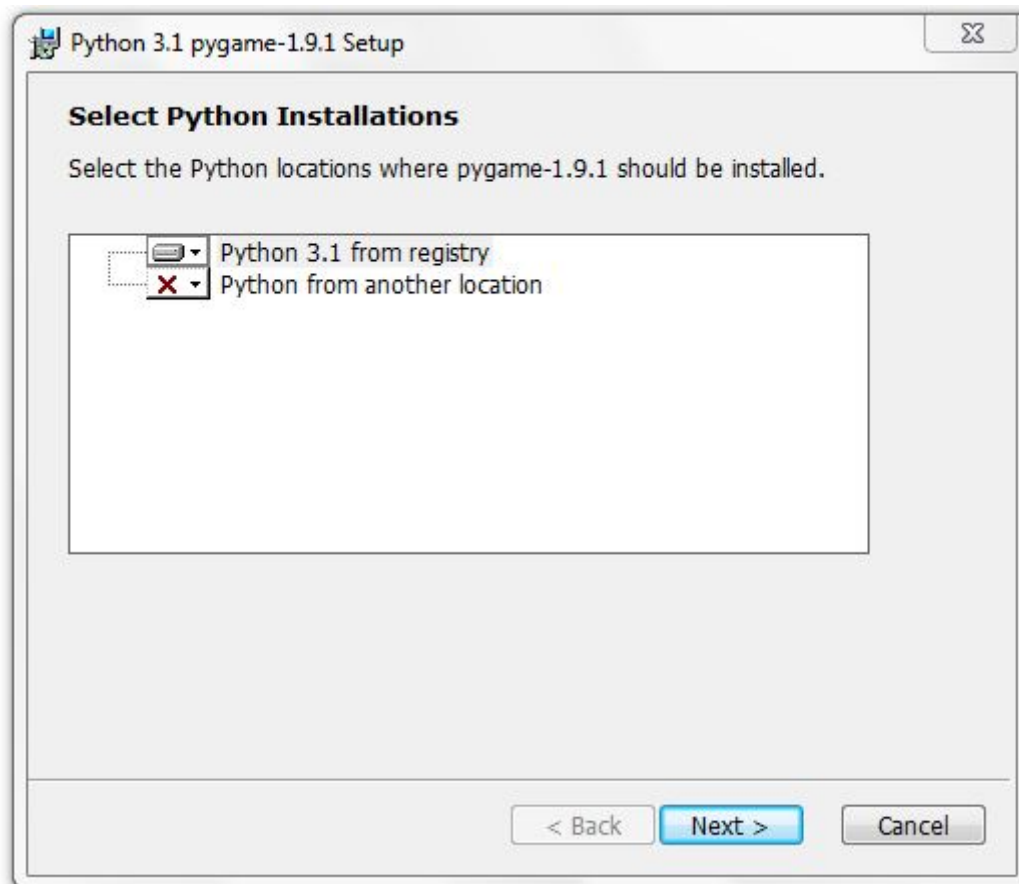 Python 3.1 pygame-1.9.1 Setup
Select Python Installations
Select the Python locations where pygame-1.9.1 should be installed.
Python 3.1 from registry
Python from another location
< Back Next > Cancel